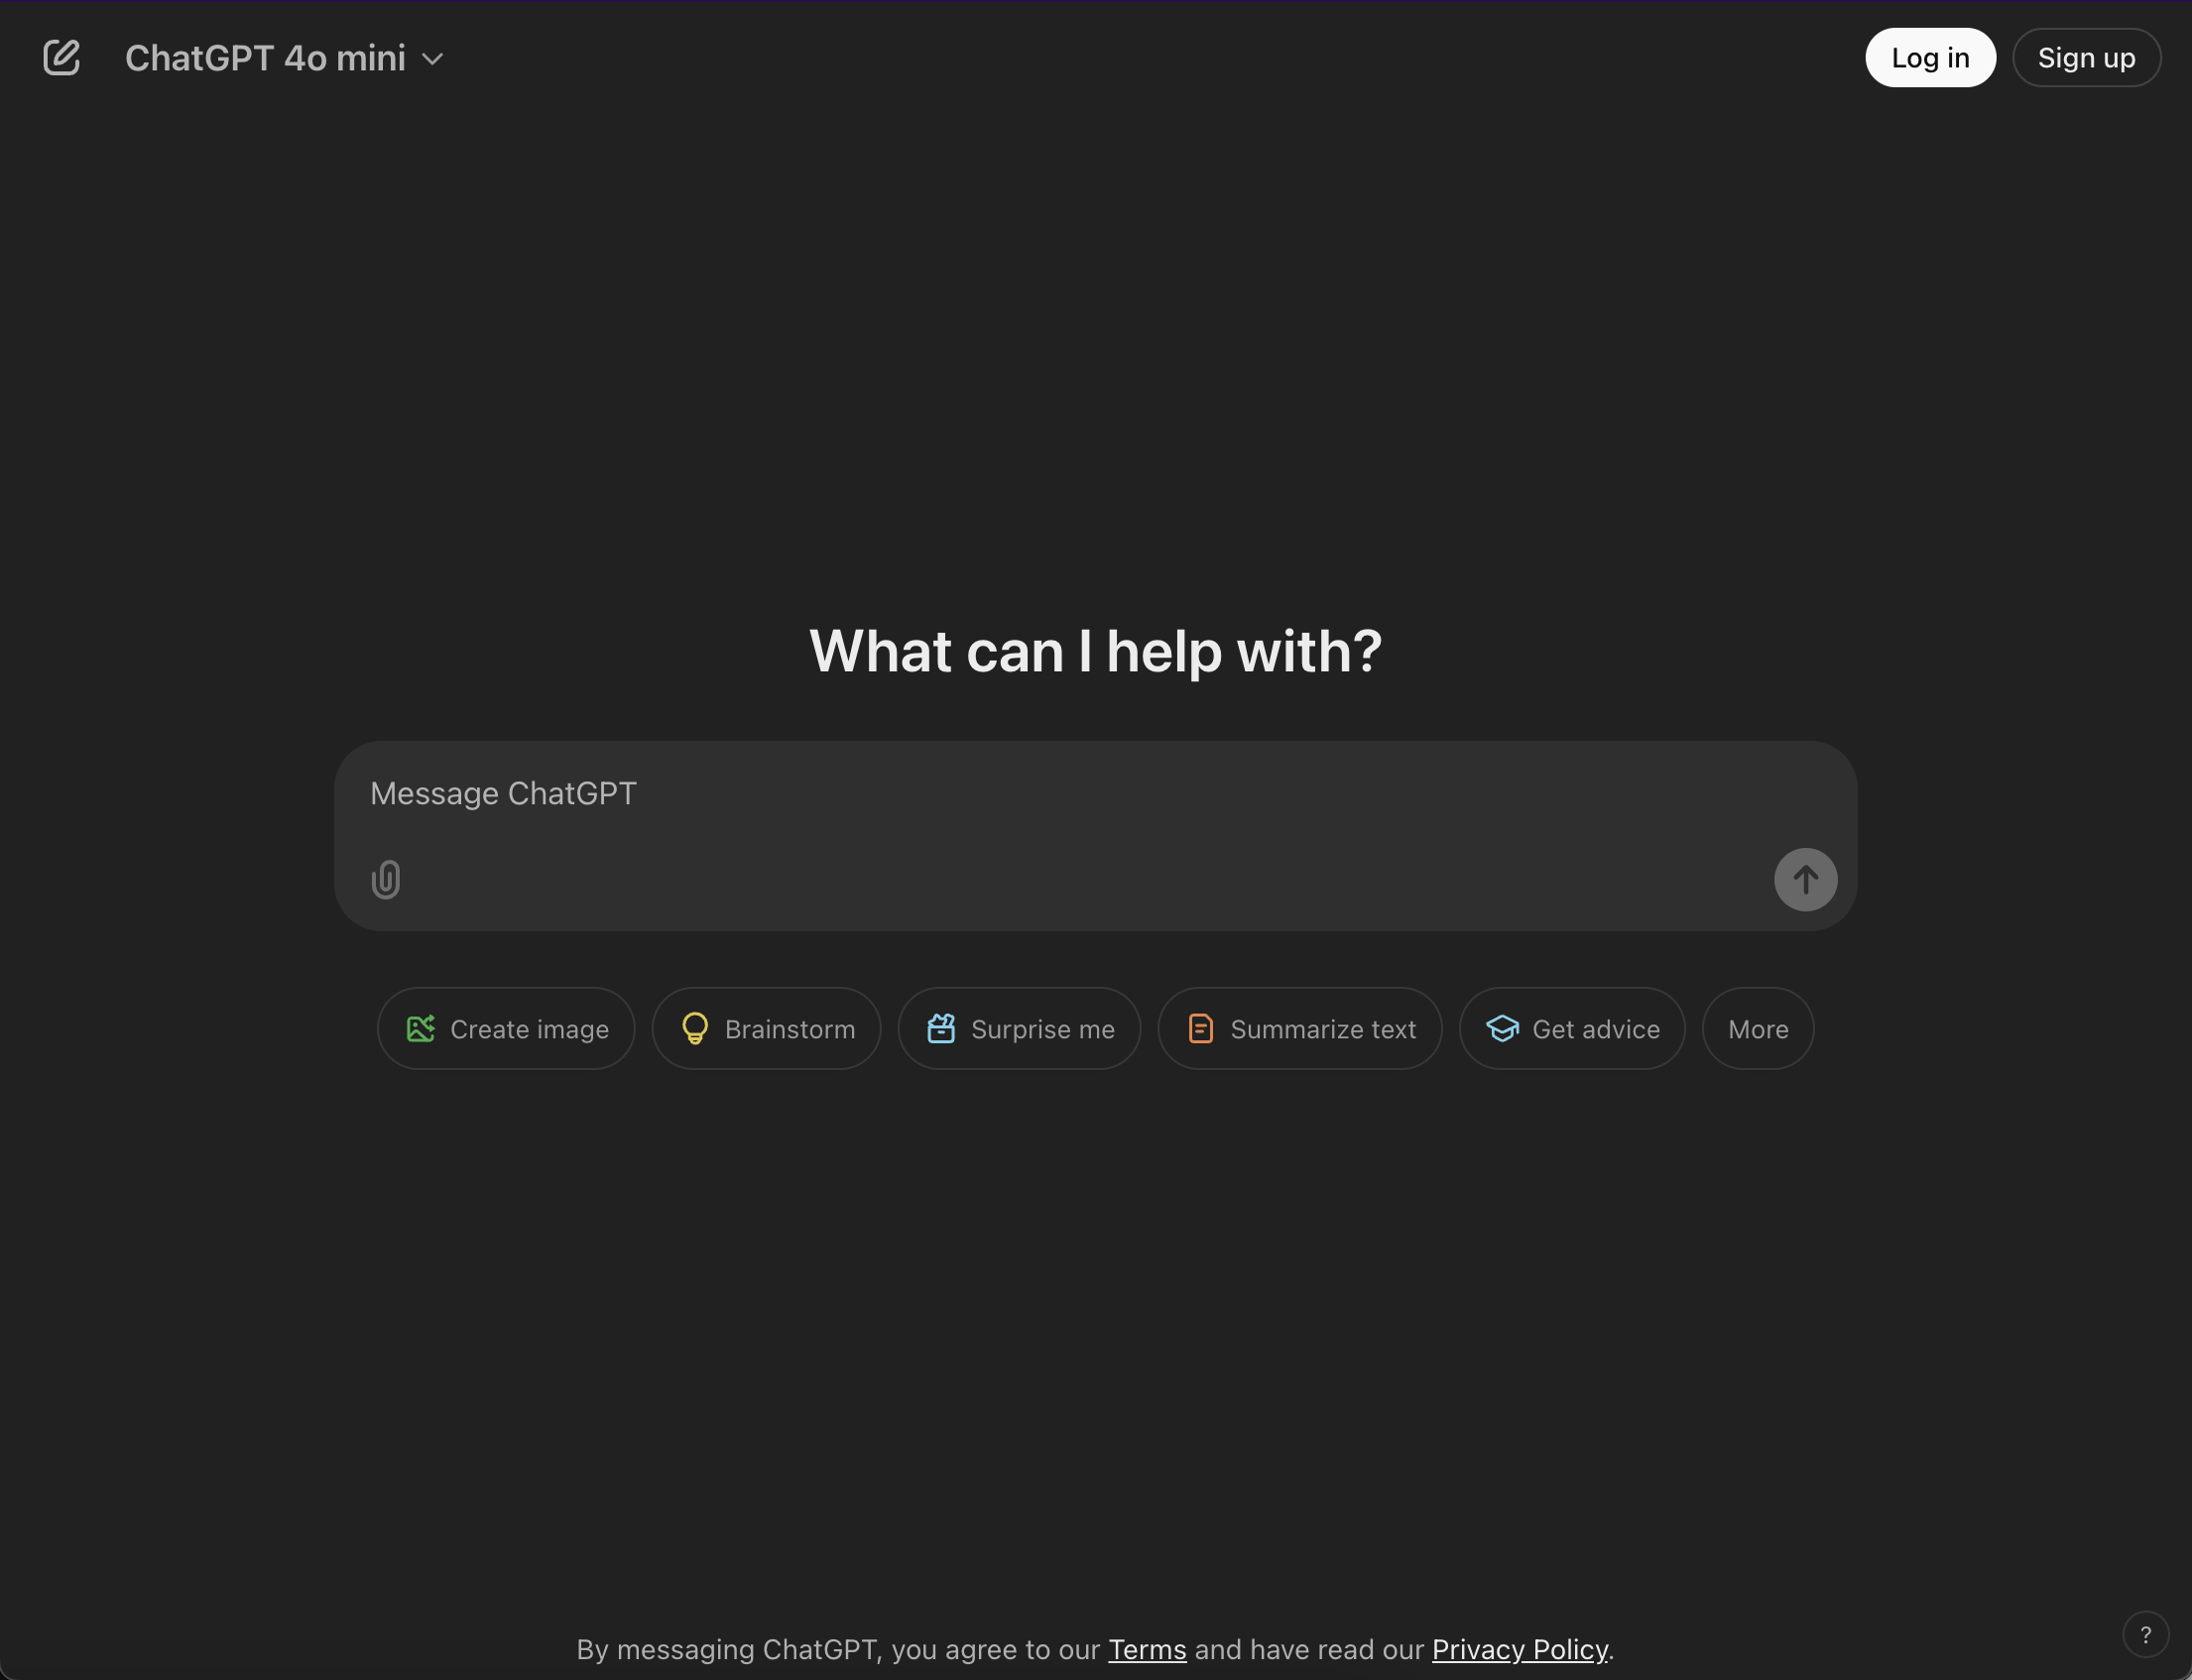 ChatGPT 4o mini
Log in
Sign up
What can I help with?
Message ChatGPT
Create image
Brainstorm
Surprise me
Summarize text
Get advice
More
By messaging ChatGPT, you agree to our Terms and have read our Privacy Policy.
?